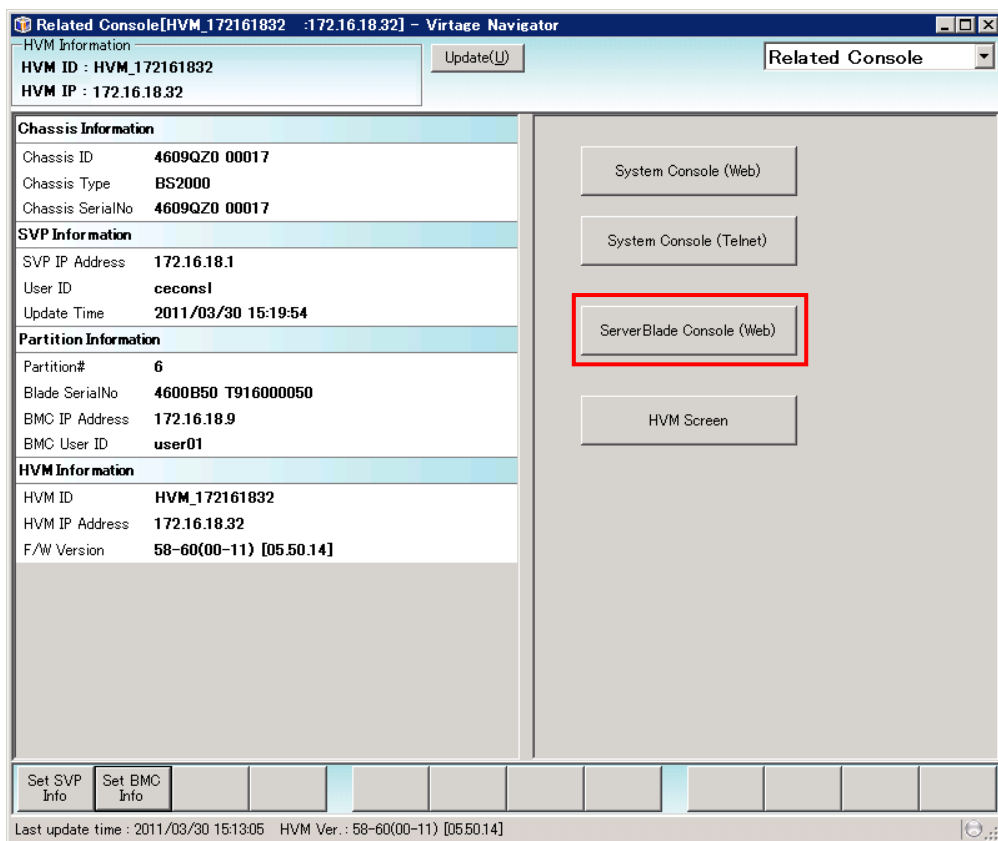 Related Console[HVM_172161832   :172.16.18.32] - Virtage Navigator
HVM Information
HVM ID : HVM_172161832
HVM IP : 172.16.18.32
Update(U)
Related Console
Chassis Information
Chassis ID 4609QZ0 00017
Chassis Type BS2000
Chassis SerialNo 4609QZ0 00017
SVP Information
SVP IP Address 172.16.18.1
User ID ceconsl
Update Time 2011/03/30 15:19:54
Partition Information
Partition# 6
Blade SerialNo 4600B50 T916000050
BMC IP Address 172.16.18.9
BMC User ID user01
HVM Information
HVM ID HVM_172161832
HVM IP Address 172.16.18.32
F/W Version 58-60(00-11) [05.50.14]
System Console (Web)
System Console (Telnet)
ServerBlade Console (Web)
HVM Screen
Set SVP
Info
Set BMC
Info
Last update time : 2011/03/30 15:13:05   HVM Ver. : 58-60(00-11) [05.50.14]